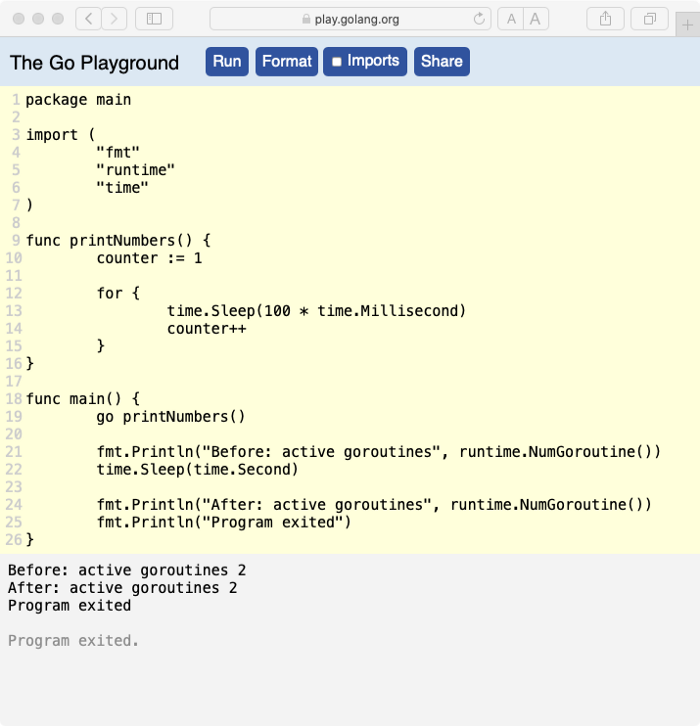 play.golang.org
A A
The Go Playground Run Format Imports Share
1 package main
2
3 import (
4 "fmt"
5 "runtime"
6 "time"
7 )
8
9 func printNumbers() {
10 counter := 1
11
12 for {
13 time.Sleep(100 * time.Millisecond)
14 counter++
15 }
16 }
17
18 func main() {
19 go printNumbers()
20
21 fmt.Println("Before: active goroutines", runtime.NumGoroutine())
22 time.Sleep(time.Second)
23
24 fmt.Println("After: active goroutines", runtime.NumGoroutine())
25 fmt.Println("Program exited")
26 }
Before: active goroutines 2
After: active goroutines 2
Program exited
Program exited.